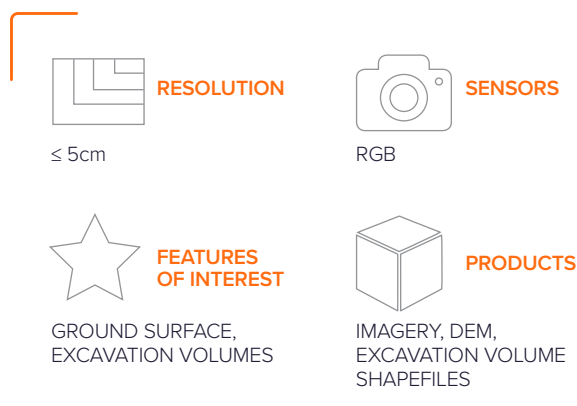 RESOLUTION
≤ 5cm
SENSORS
RGB
FEATURES
OF INTEREST
GROUND SURFACE,
EXCAVATION VOLUMES
PRODUCTS
IMAGERY, DEM,
EXCAVATION VOLUME
SHAPEFILES